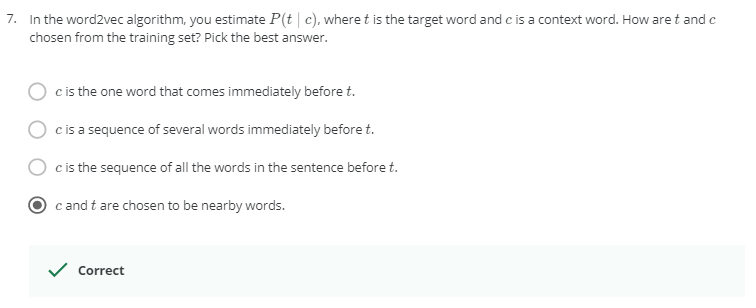 7. In the word2vec algorithm, you estimate P(t | c), where t is the target word and c is a context word. How are t and c
chosen from the training set? Pick the best answer.
c is the one word that comes immediately before t.
c is a sequence of several words immediately before t.
c is the sequence of all the words in the sentence before t.
c and t are chosen to be nearby words.
Correct